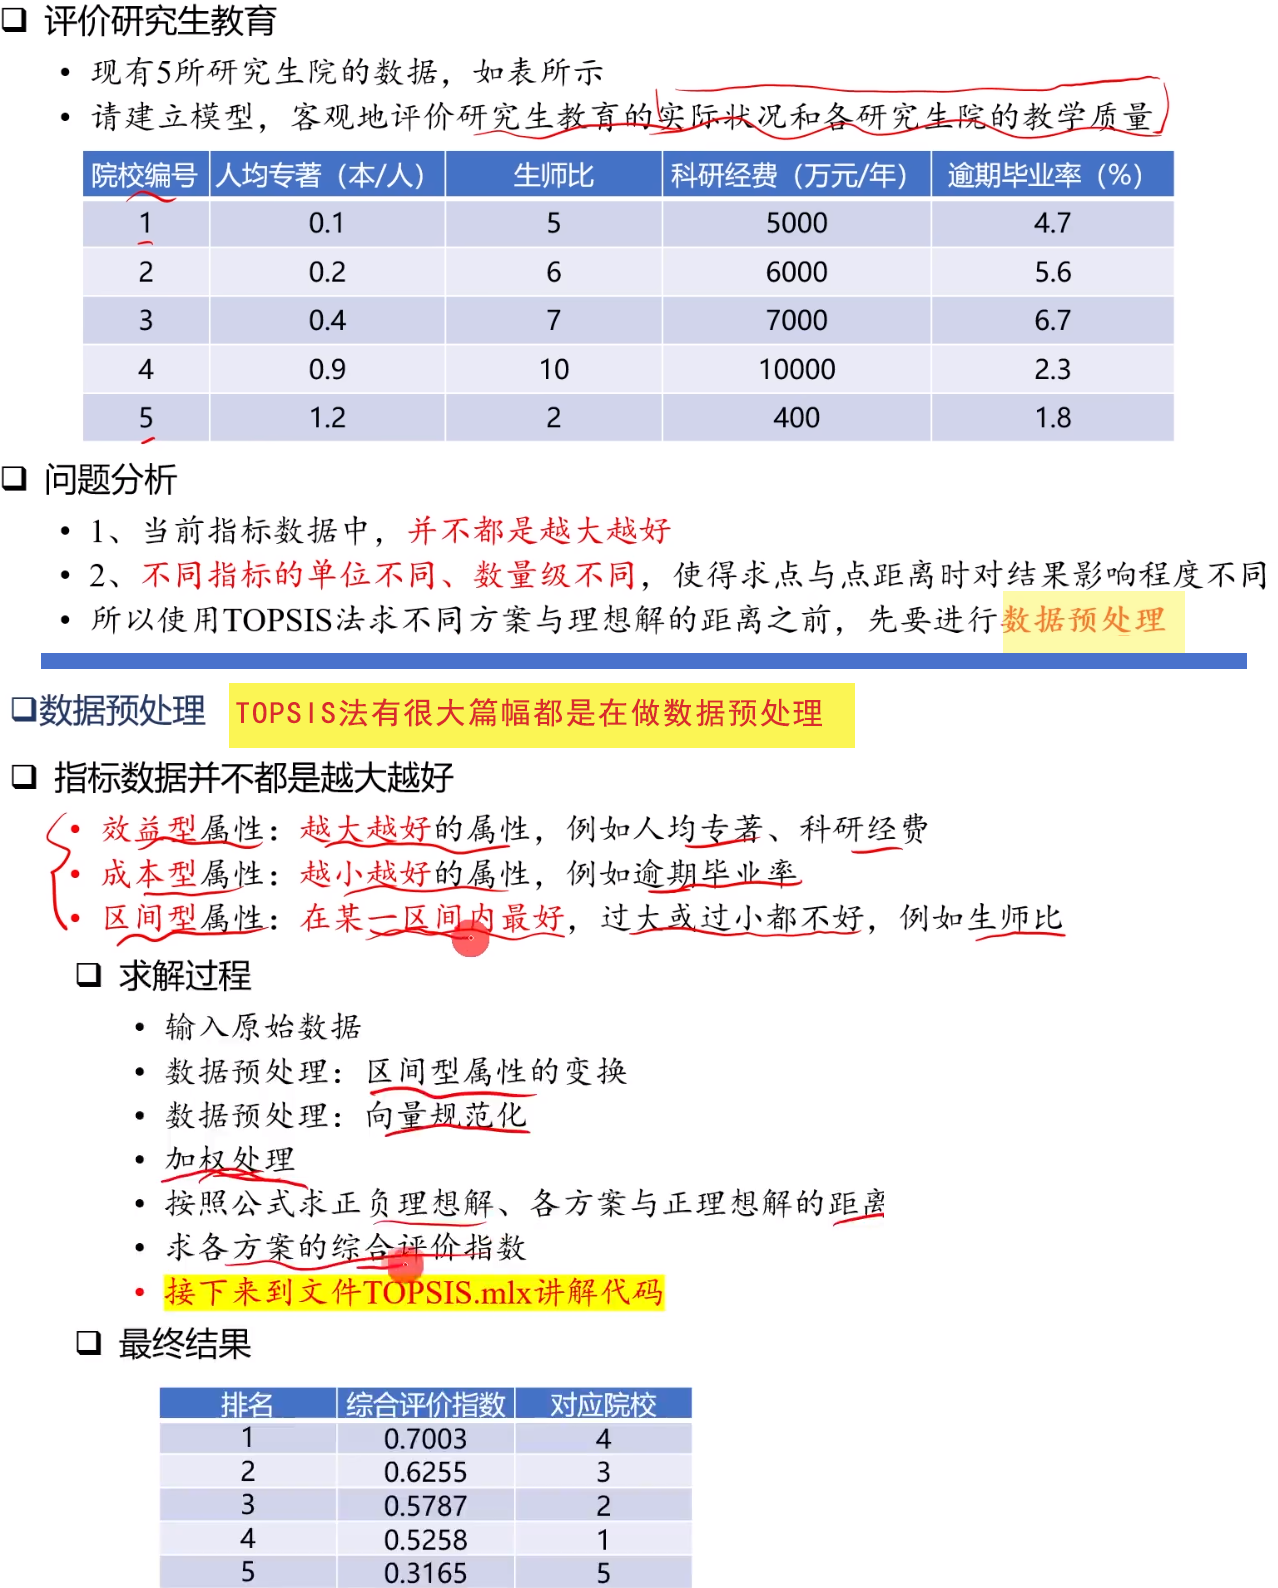 评价研究生教育
• 现有5所研究生院的数据，如表所示
• 请建立模型，客观地评价研究生教育的实际状况和各研究生院的教学质量
院校编号 人均专著（本/人） 生师比 科研经费（万元/年） 逾期毕业率（%）
1 0.1 5 5000 4.7
2 0.2 6 6000 5.6
3 0.4 7 7000 6.7
4 0.9 10 10000 2.3
5 1.2 2 400 1.8
问题分析
• 1、当前指标数据中，并不都是越大越好
• 2、不同指标的单位不同、数量级不同，使得求点与点距离时对结果影响程度不同
• 所以使用TOPSIS法求不同方案与理想解的距离之前，先要进行数据预处理
数据预处理 TOPSIS法有很大篇幅都是在做数据预处理
指标数据并不都是越大越好
• 效益型属性：越大越好的属性，例如人均专著、科研经费
• 成本型属性：越小越好的属性，例如逾期毕业率
• 区间型属性：在某一区间内最好，过大或过小都不好，例如生师比
求解过程
• 输入原始数据
• 数据预处理：区间型属性的变换
• 数据预处理：向量规范化
• 加权处理
• 按照公式求正负理想解、各方案与正理想解的距离
• 求各方案的综合评价指数
• 接下来到文件TOPSIS.mlx讲解代码
最终结果
排名 综合评价指数 对应院校
1 0.7003 4
2 0.6255 3
3 0.5787 2
4 0.5258 1
5 0.3165 5